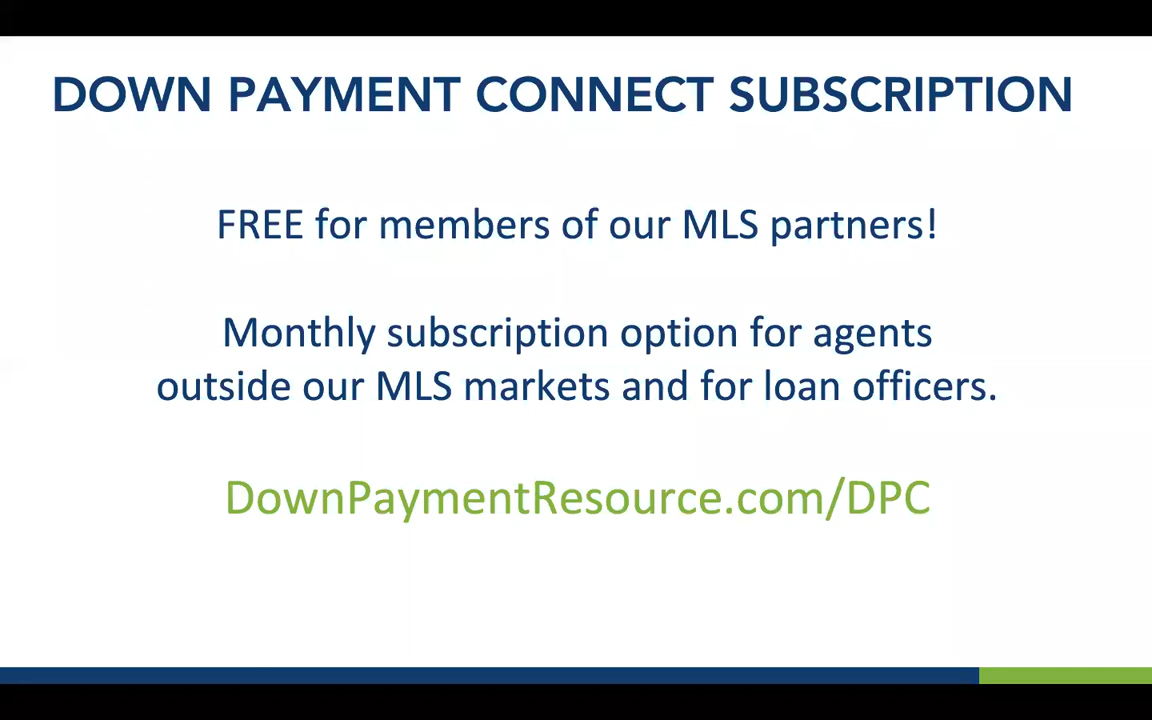 DOWN PAYMENT CONNECT SUBSCRIPTION
FREE for members of our MLS partners!
Monthly subscription option for agents
outside our MLS markets and for loan officers.
DownPaymentResource.com/DPC